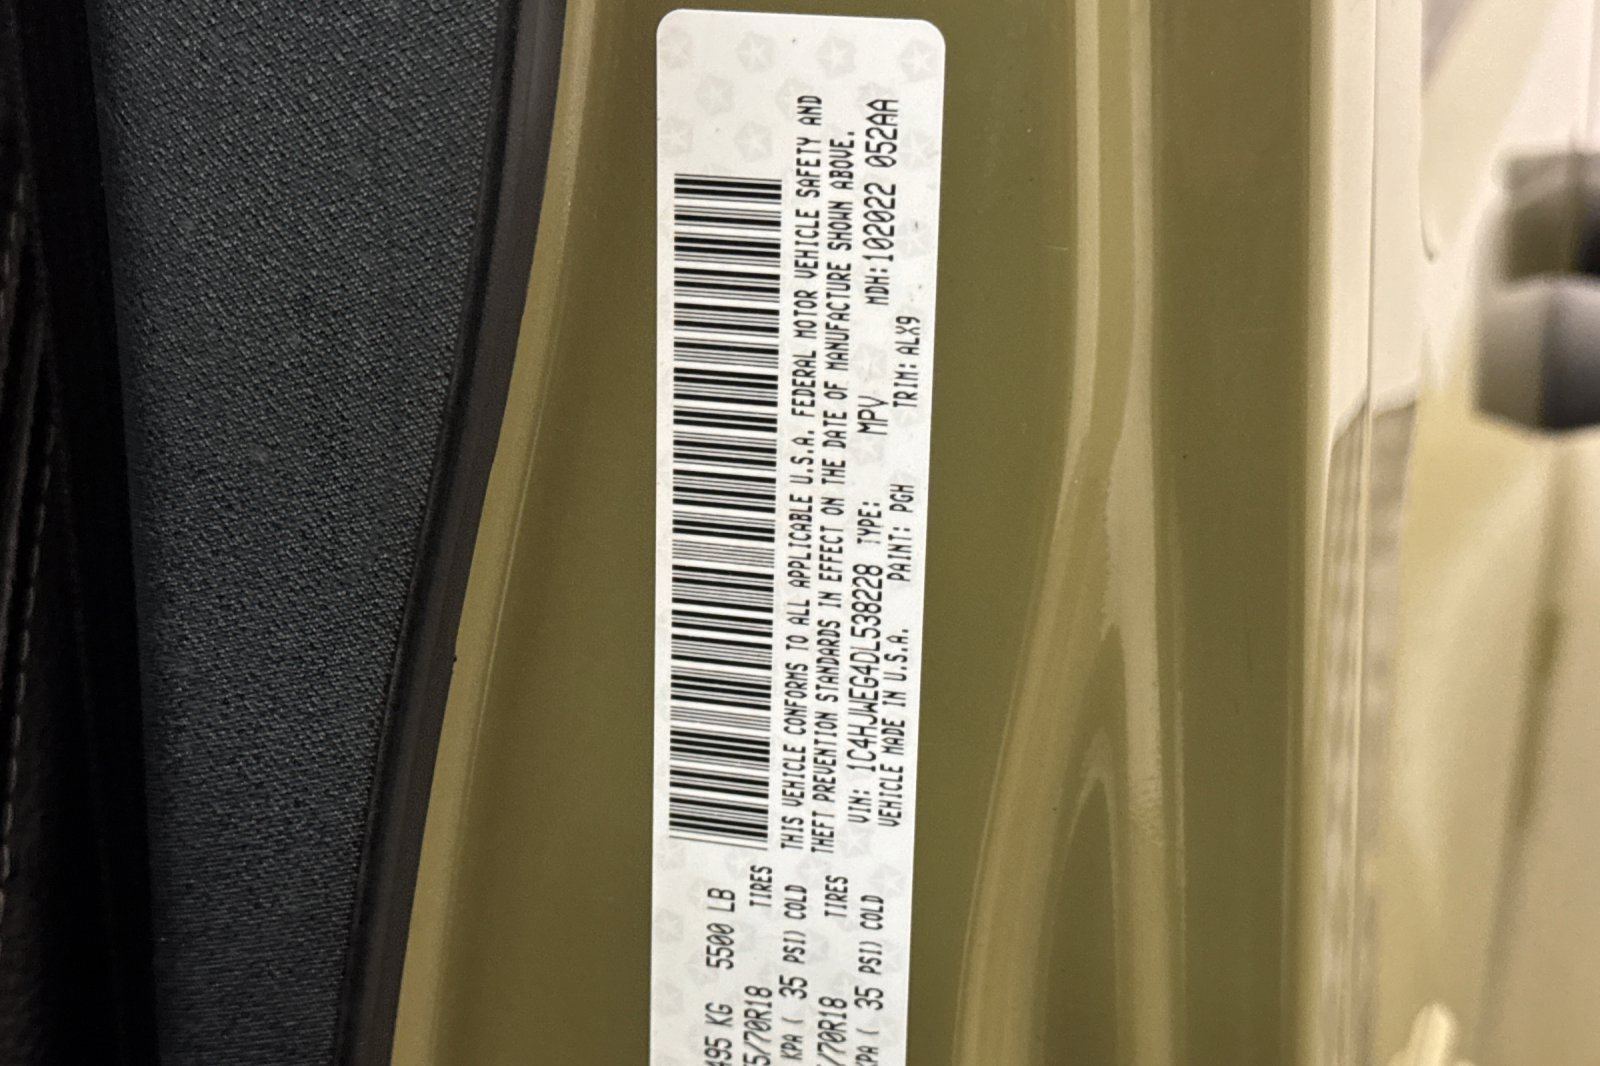 495 KG 5500 LB
5/70R18 TIRES
KPA ( 35 PSI) COLD
/70R18 TIRES
KPA ( 35 PSI) COLD
THIS VEHICLE CONFORMS TO ALL APPLICABLE U.S.A. FEDERAL MOTOR VEHICLE SAFETY AND
THEFT PREVENTION STANDARDS IN EFFECT ON THE DATE OF MANUFACTURE SHOWN ABOVE.
VIN: 1C4HJWEG4DL538228 TYPE: MPV MDH:102022 052AA
VEHICLE MADE IN U.S.A. PAINT: PGH TRIM:ALX9